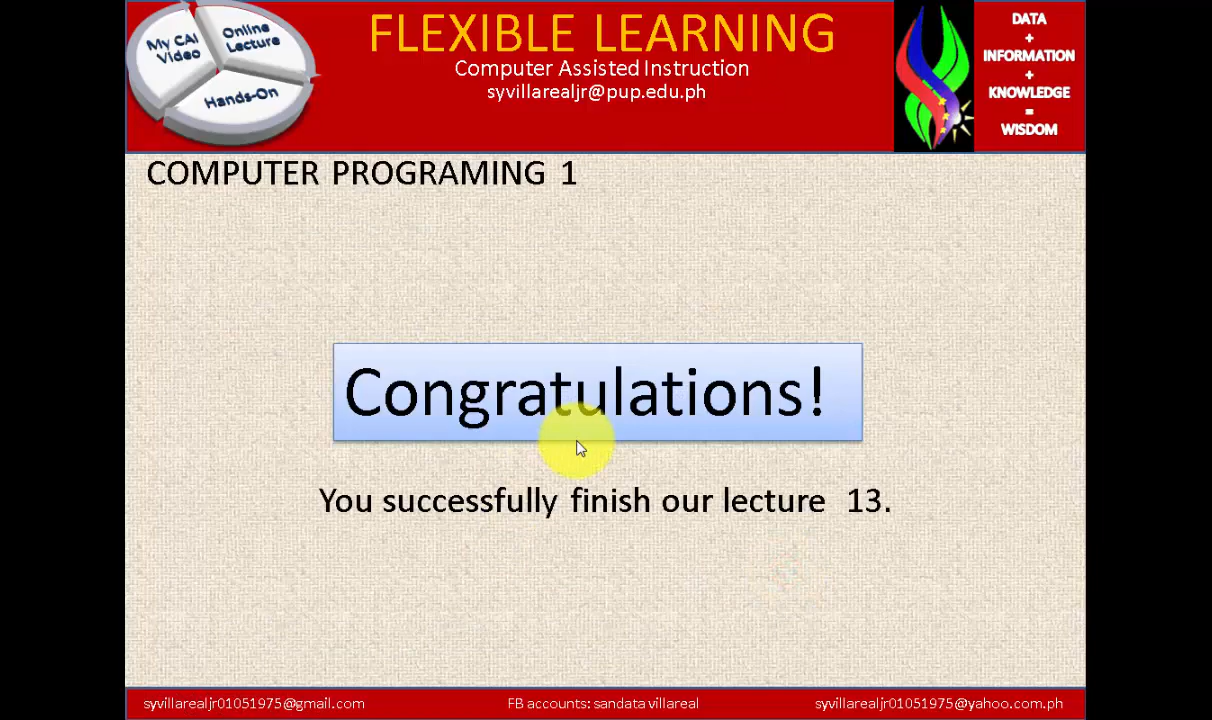 My CAI
Video
Online
Lecture
Hands-On
FLEXIBLE LEARNING
Computer Assisted Instruction
syvillarealjr@pup.edu.ph
DATA
+
INFORMATION
+
KNOWLEDGE
=
WISDOM
COMPUTER PROGRAMING 1
Congratulations!
You successfully finish our lecture 13.
syvillarealjr01051975@gmail.com
FB accounts: sandata villareal
syvillarealjr01051975@yahoo.com.ph